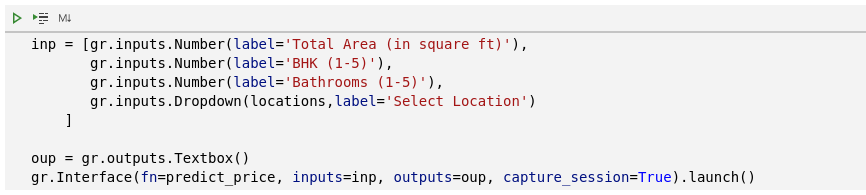 M↓
inp = [gr.inputs.Number(label='Total Area (in square ft)'),
       gr.inputs.Number(label='BHK (1-5)'),
       gr.inputs.Number(label='Bathrooms (1-5)'),
       gr.inputs.Dropdown(locations,label='Select Location')
    ]
oup = gr.outputs.Textbox()
gr.Interface(fn=predict_price, inputs=inp, outputs=oup, capture_session=True).launch()